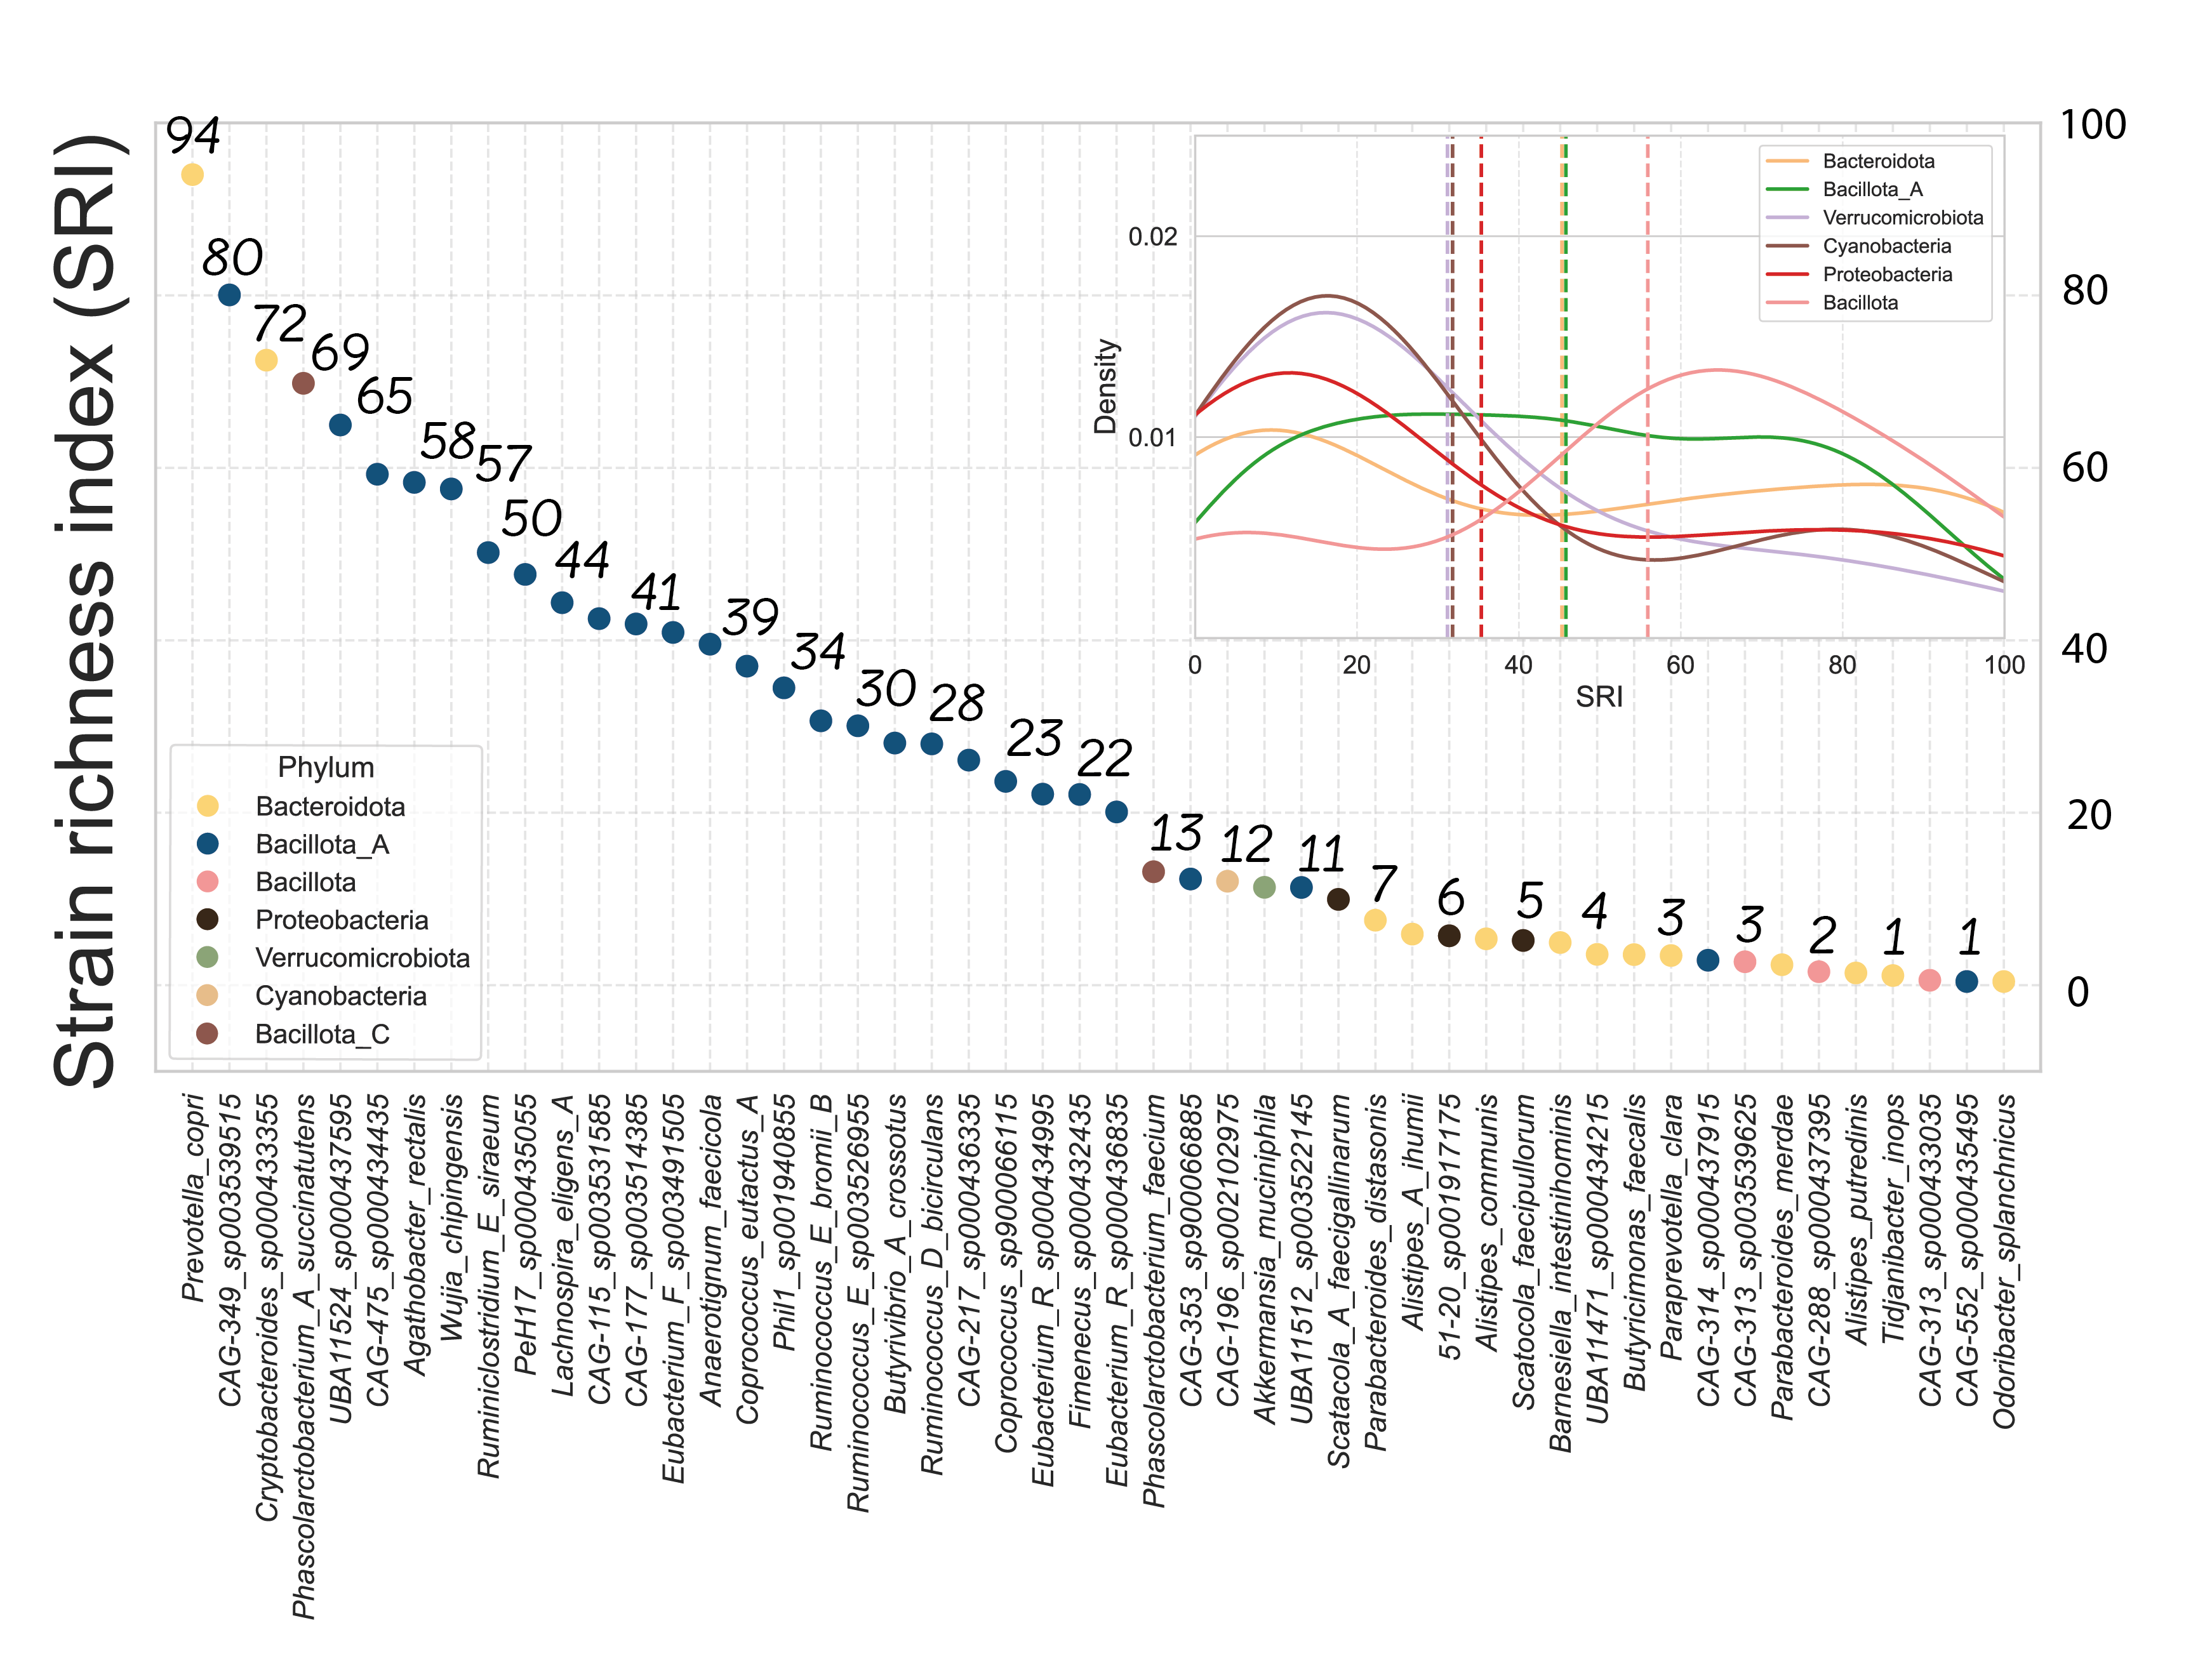 Strain richness index (SRI)
94
80
72
69
65
58
57
50
44
41
39
34
30
28
23
22
13
12
11
7
6
5
4
3
3
2
1
1
100
80
60
40
20
0
Phylum
Bacteroidota
Bacillota_A
Bacillota
Proteobacteria
Verrucomicrobiota
Cyanobacteria
Bacillota_C
Density
0.02
0.01
0 20 40 60 80 100
SRI
Bacteroidota
Bacillota_A
Verrucomicrobiota
Cyanobacteria
Proteobacteria
Bacillota
Prevotella_copri
CAG-349_sp003539515
Cryptobacteroides_sp000433355
Phascolarctobacterium_A_succinatutens
UBA11524_sp000437595
CAG-475_sp000434435
Agathobacter_rectalis
Wujia_chipingensis
Ruminiclostridium_E_siraeum
PeH17_sp000435055
Lachnospira_eligens_A
CAG-115_sp003531585
CAG-177_sp003514385
Eubacterium_F_sp003491505
Anaerotignum_faecicola
Coprococcus_eutactus_A
Phil1_sp001940855
Ruminococcus_E_bromii_B
Ruminococcus_E_sp003526955
Butyrivibrio_A_crossotus
Ruminococcus_D_bicirculans
CAG-217_sp000436335
Coprococcus_sp900066115
Eubacterium_R_sp000434995
Fimenecus_sp000432435
Eubacterium_R_sp000436835
Phascolarctobacterium_faecium
CAG-353_sp900066885
CAG-196_sp002102975
Akkermansia_muciniphila
UBA11512_sp003522145
Scatacola_A_faecigallinarum
Parabacteroides_distasonis
Alistipes_A_ihumii
51-20_sp001917175
Alistipes_communis
Scatocola_faecipullorum
Barnesiella_intestinihominis
UBA11471_sp000434215
Butyricimonas_faecalis
Paraprevotella_clara
CAG-314_sp000437915
CAG-313_sp003539625
Parabacteroides_merdae
CAG-288_sp000437395
Alistipes_putredinis
Tidjanibacter_inops
CAG-313_sp000433035
CAG-552_sp000435495
Odoribacter_splanchnicus